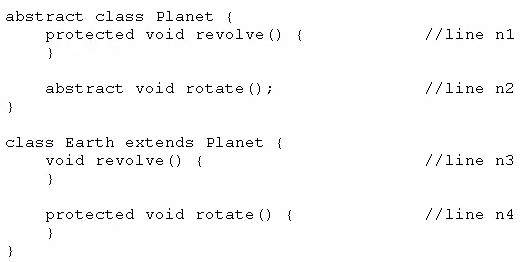 abstract class Planet {
    protected void revolve() {            //line n1
    }

    abstract void rotate();               //line n2
}

class Earth extends Planet {
    void revolve() {                      //line n3
    }

    protected void rotate() {             //line n4
    }
}